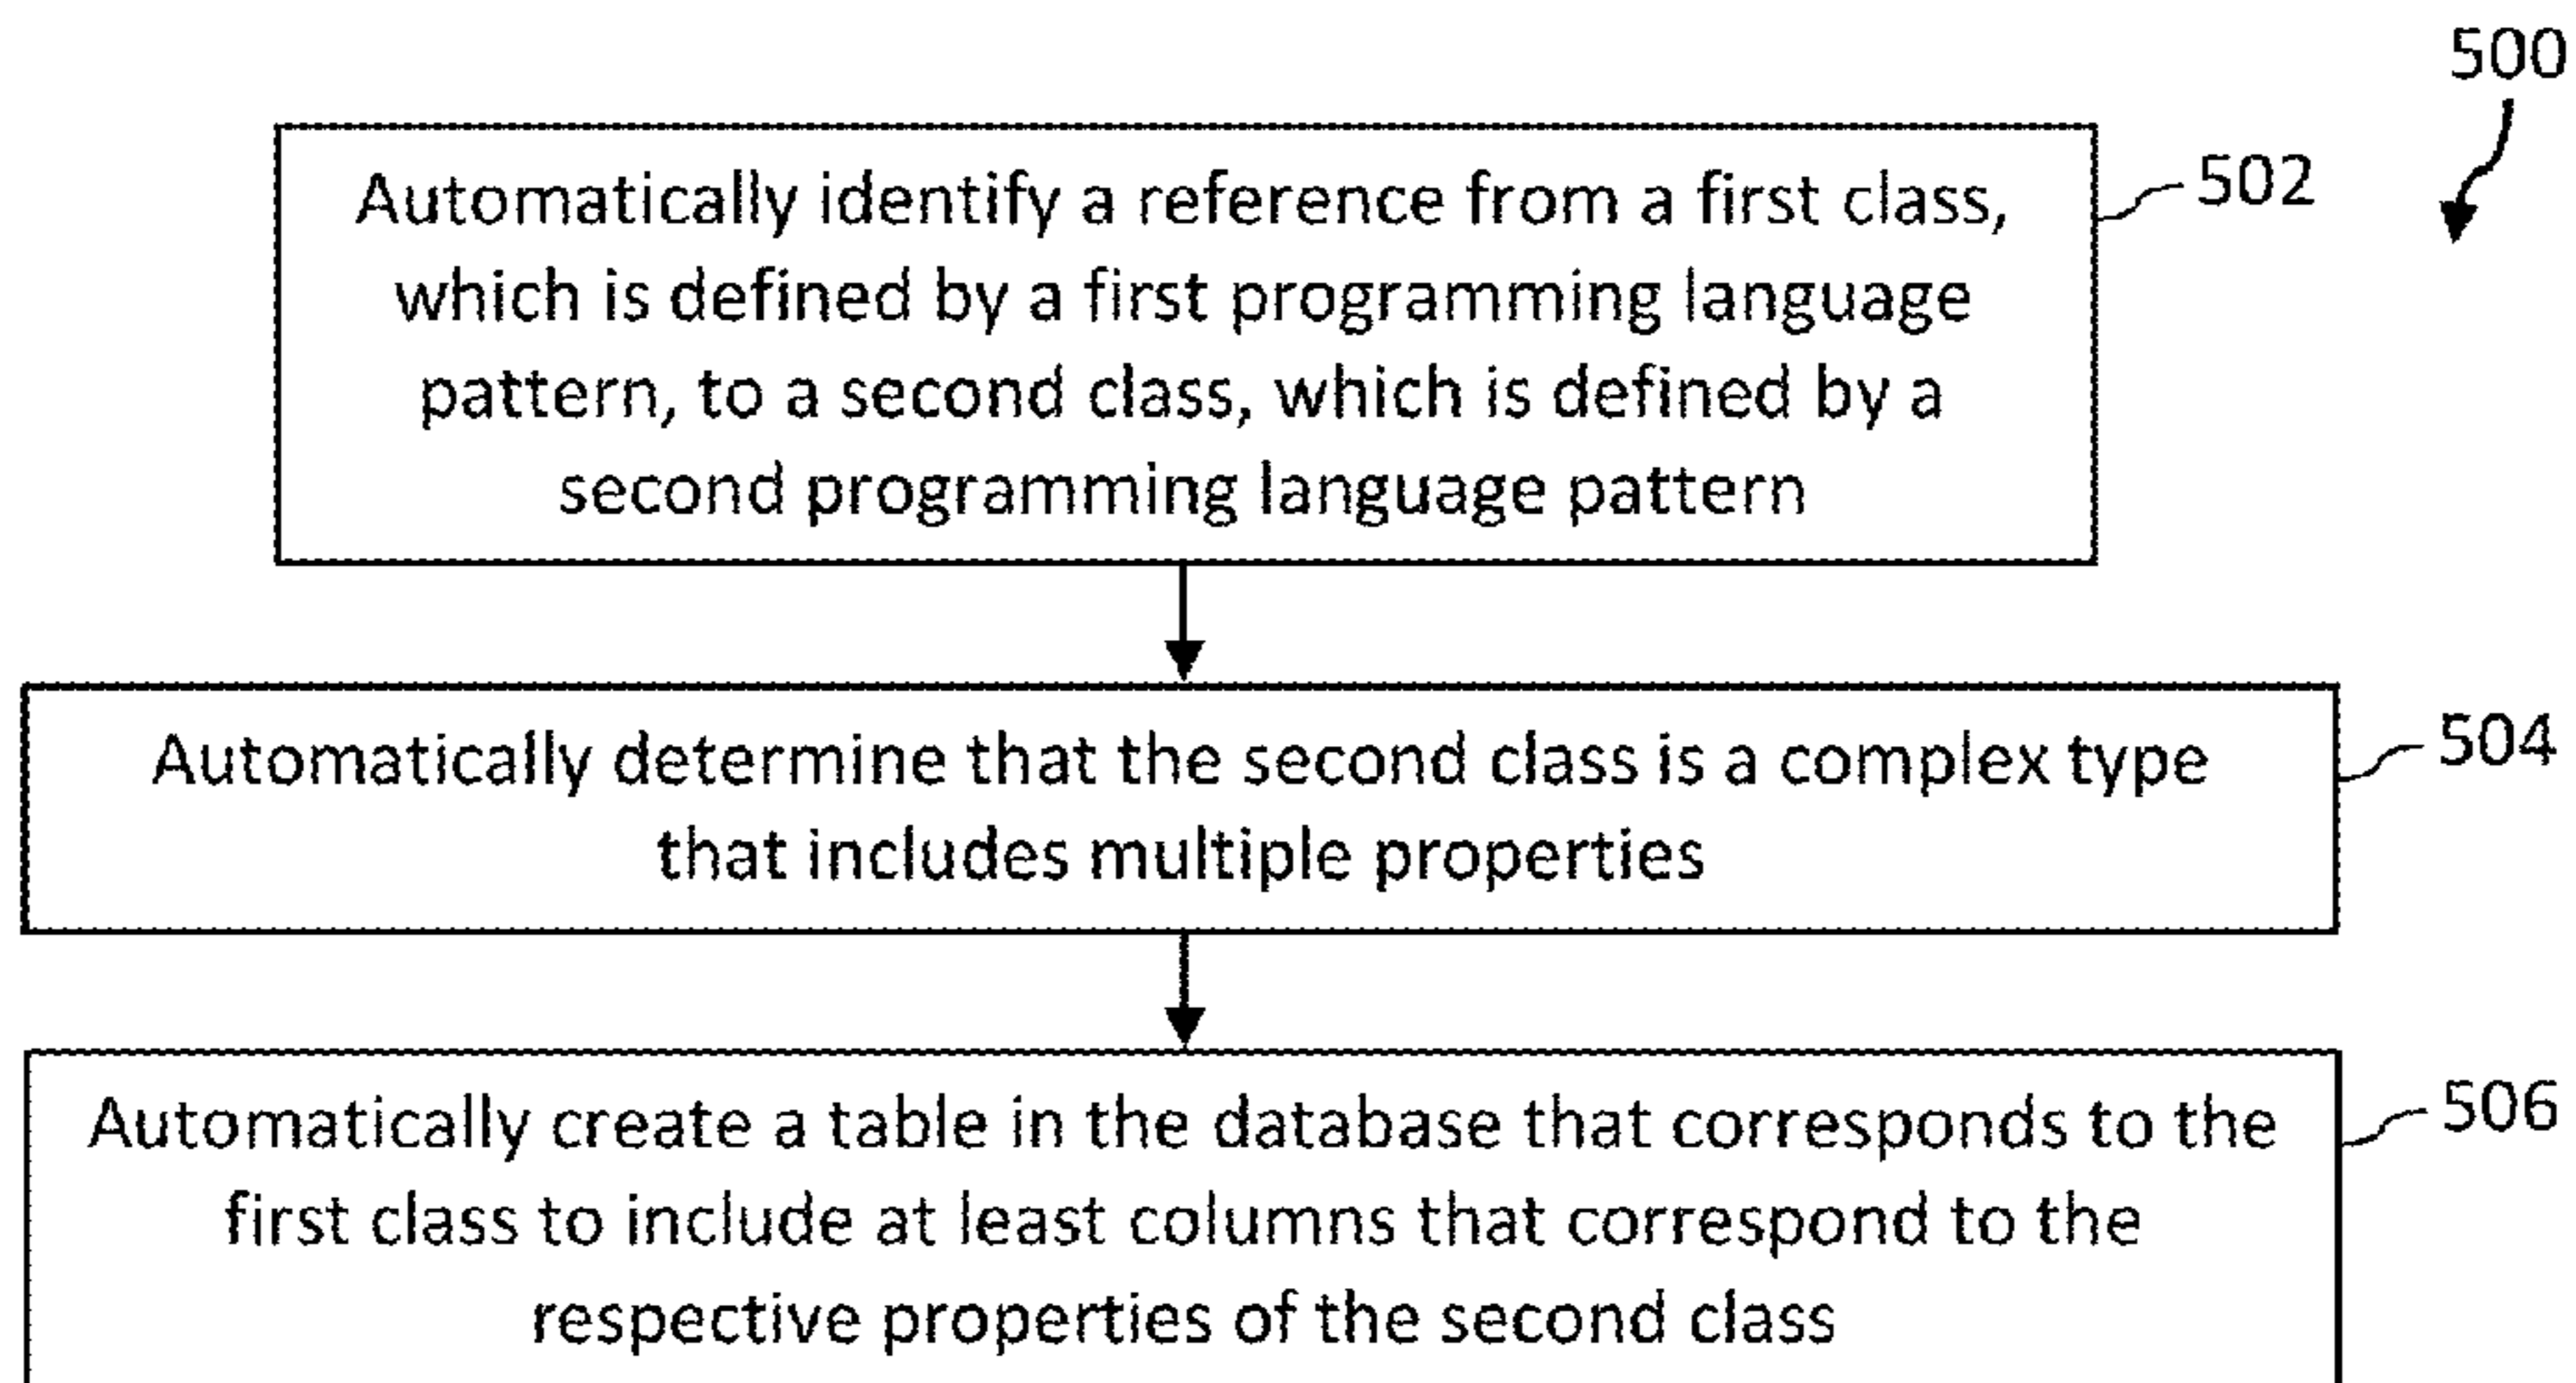 500
Automatically identify a reference from a first class,
which is defined by a first programming language
pattern, to a second class, which is defined by a
second programming language pattern
502
Automatically determine that the second class is a complex type
that includes multiple properties
504
Automatically create a table in the database that corresponds to the
first class to include at least columns that correspond to the
respective properties of the second class
506